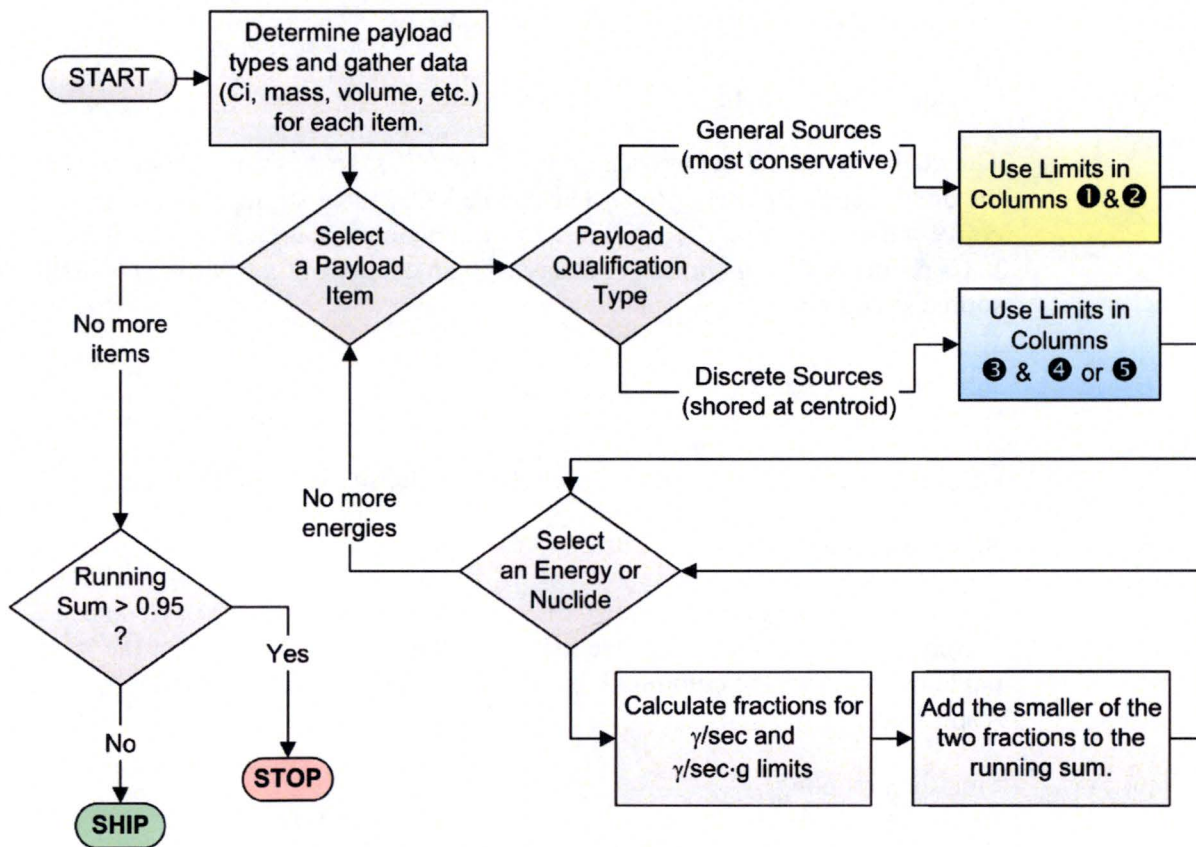 START
Determine payload
types and gather data
(Ci, mass, volume, etc.)
for each item.
General Sources
(most conservative)
Use Limits in
Columns ❶ & ❷
Select
a Payload
Item
Payload
Qualification
Type
No more
items
Discrete Sources
(shored at centroid)
Use Limits in
Columns
❸ & ❹ or ❺
No more
energies
Select
an Energy or
Nuclide
Running
Sum > 0.95
?
Yes
No
STOP
SHIP
Calculate fractions for
γ/sec and
γ/sec·g limits
Add the smaller of the
two fractions to the
running sum.